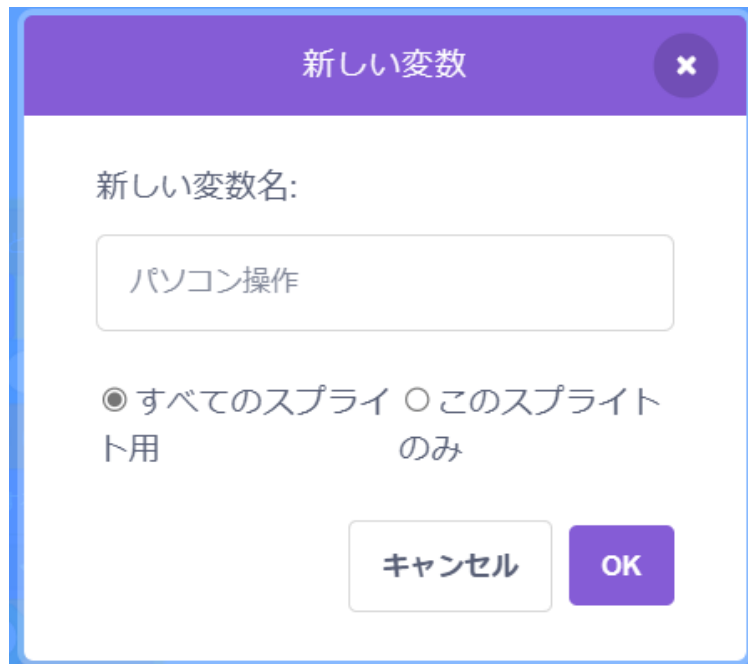 新しい変数
新しい変数名:
パソコン操作
すべてのスプライ
ト用
このスプライト
のみ
キャンセル
OK